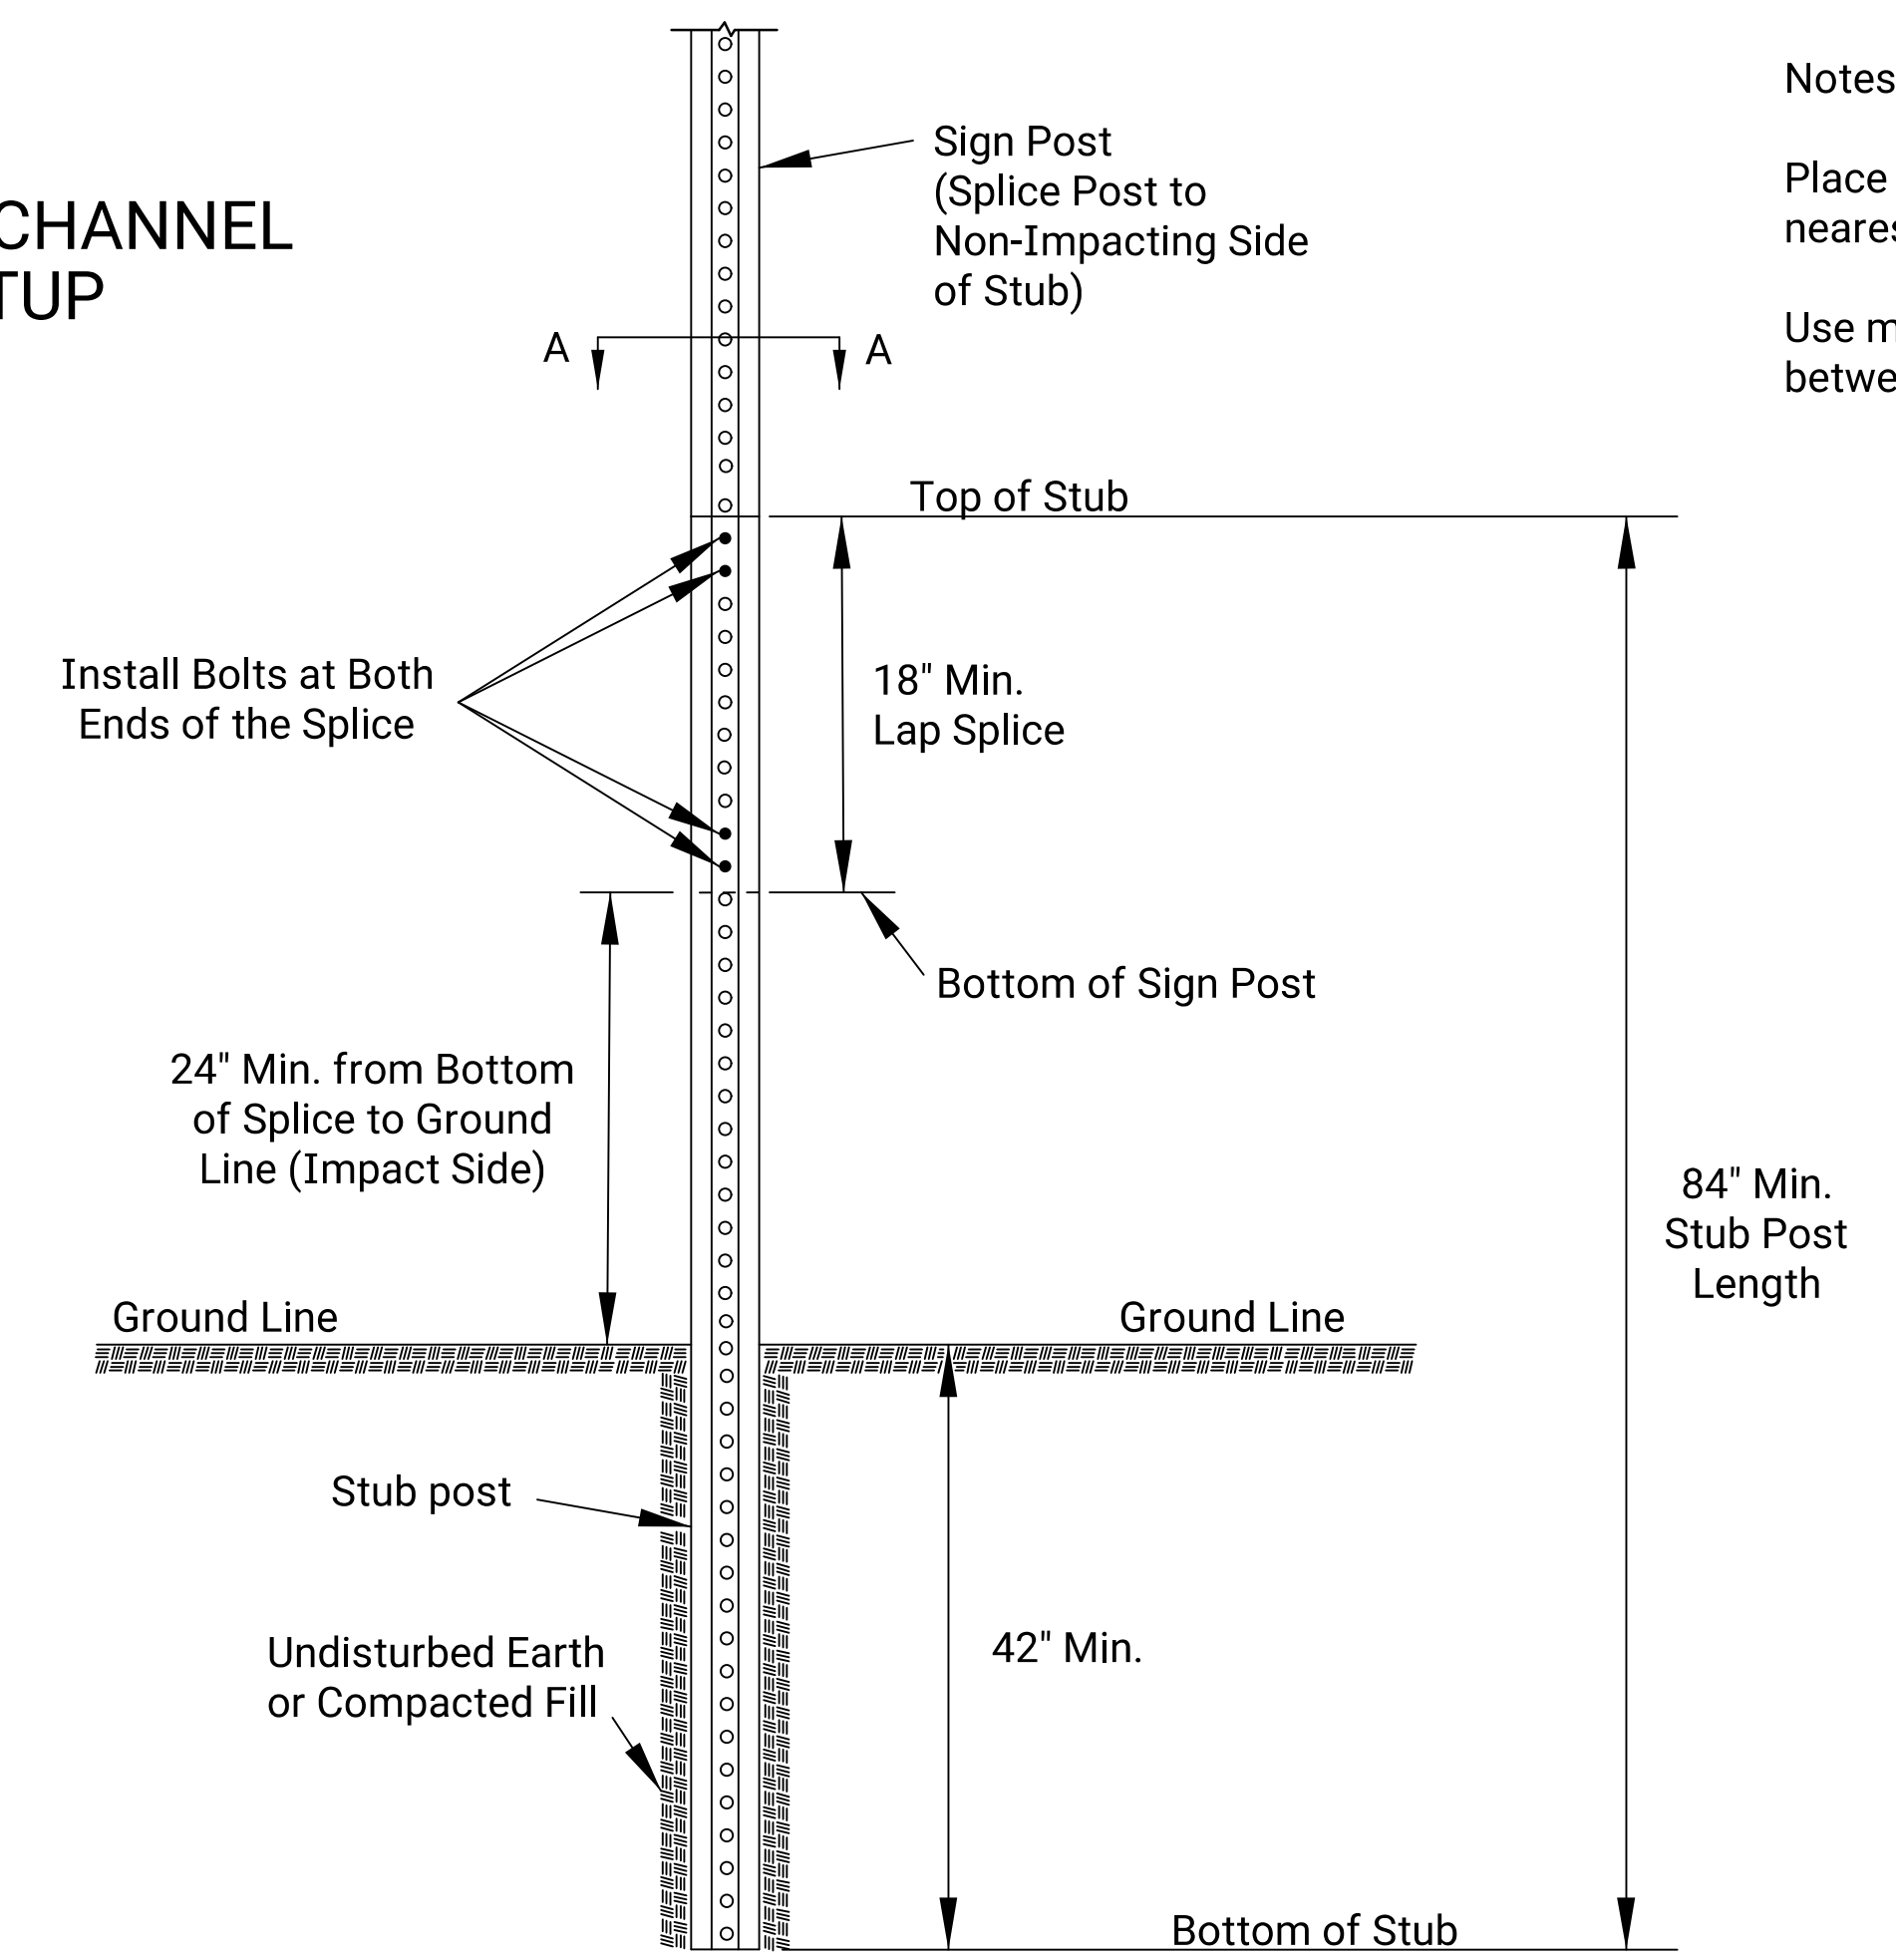 CHANNEL
TUP
Sign Post
(Splice Post to
Non-Impacting Side
of Stub)
Notes
Place
A
A
Top of Stub
Install Bolts at Both
Ends of the Splice
18" Min.
Lap Splice
Bottom of Sign Post
24" Min. from Bottom
of Splice to Ground
Line (Impact Side)
84" Min.
Stub Post
Length
Ground Line
Ground Line
Stub post
Undisturbed Earth
or Compacted Fill
42" Min.
Bottom of Stub
Use